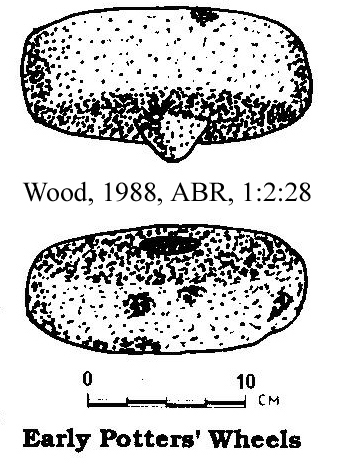 Wood, 1988, ABR, 1:2:28
0 10
CM
Early Potters' Wheels